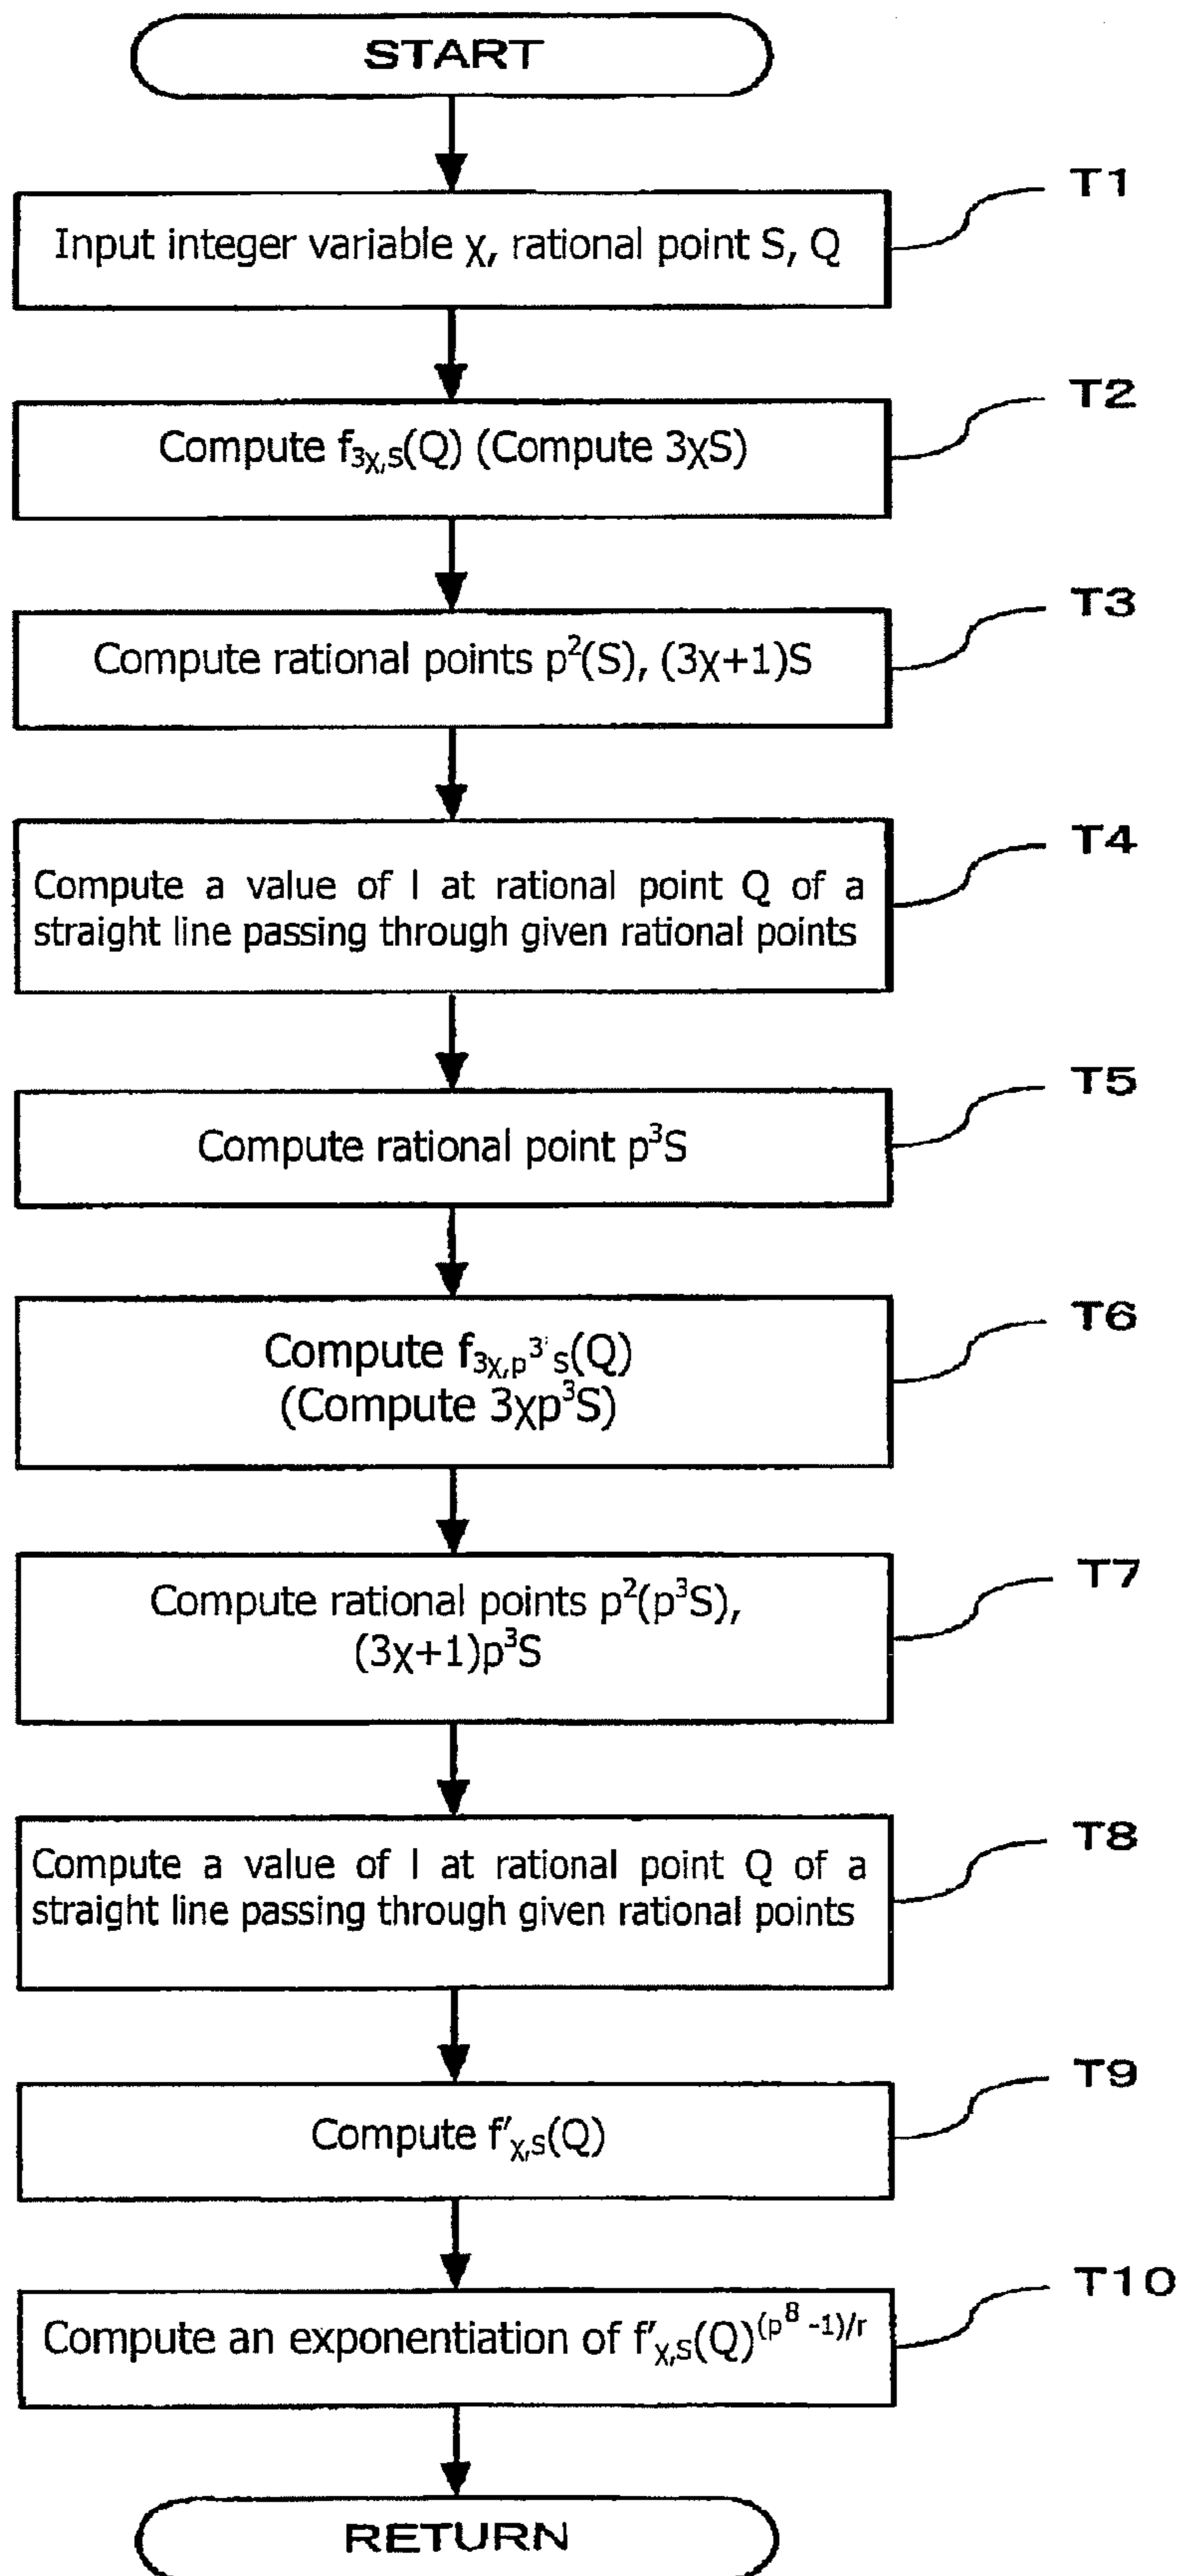 START
T1
Input integer variable χ, rational point S, Q
T2
Compute f₃χ,s(Q) (Compute 3χS)
T3
Compute rational points p²(S), (3χ+1)S
T4
Compute a value of l at rational point Q of a
straight line passing through given rational points
T5
Compute rational point p³S
T6
Compute f₃χ,p³'s(Q)
(Compute 3χp³S)
T7
Compute rational points p²(p³S),
(3χ+1)p³S
T8
Compute a value of l at rational point Q of a
straight line passing through given rational points
T9
Compute f'χ,s(Q)
T10
Compute an exponentiation of f'χ,s(Q)^(p⁸ -1)/r
RETURN